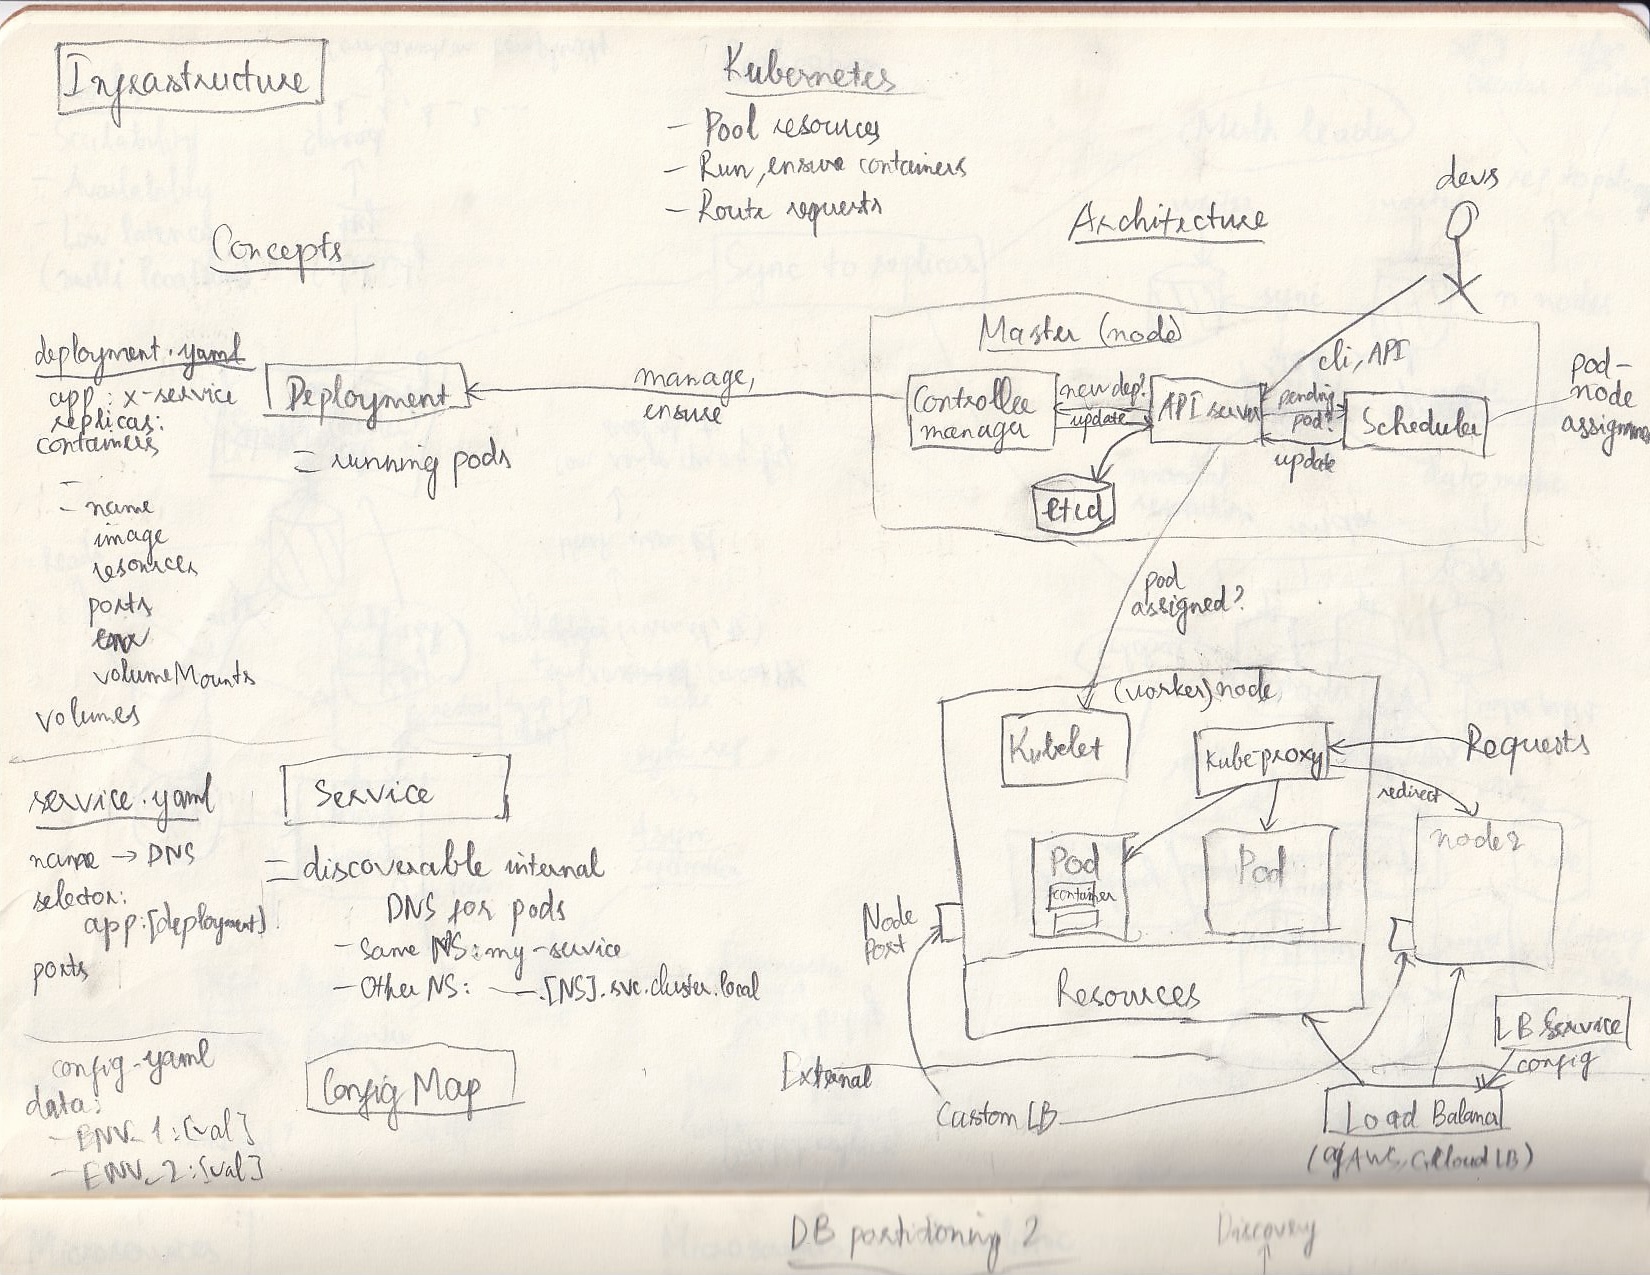 Infrastructure
Kubernetes
- Pool resources
- Run, ensure containers
- Route requests
Concepts
deployment.yaml
app: x-service
replicas:
containers
- name
image
resources
ports
env
volumeMounts
volumes
Deployment
= running pods
manage,
ensure
service.yaml
name → DNS
selector:
app:[deployment]
ports
Service
= discoverable internal
DNS for pods
- Same NS: my-service
- Other NS: —.[NS].svc.cluster.local
config.yaml
data:
- ENV_1:[val]
- ENV_2:[val]
Config Map
Architecture
devs
Master (node)
cli, API
Controller
manager
new dep?
update
API server
pending
pod?
update
Scheduler
pod-
node
etcd
pod
assigned?
(worker) node
Kubelet
Kube proxy
Requests
redirect
Pod
container
Pod
node 2
Node
Port
Resources
External
Custom LB
LB Service
config
Load Balancer
AWS, GCloud LB)
DB partitioning 2
Discovery